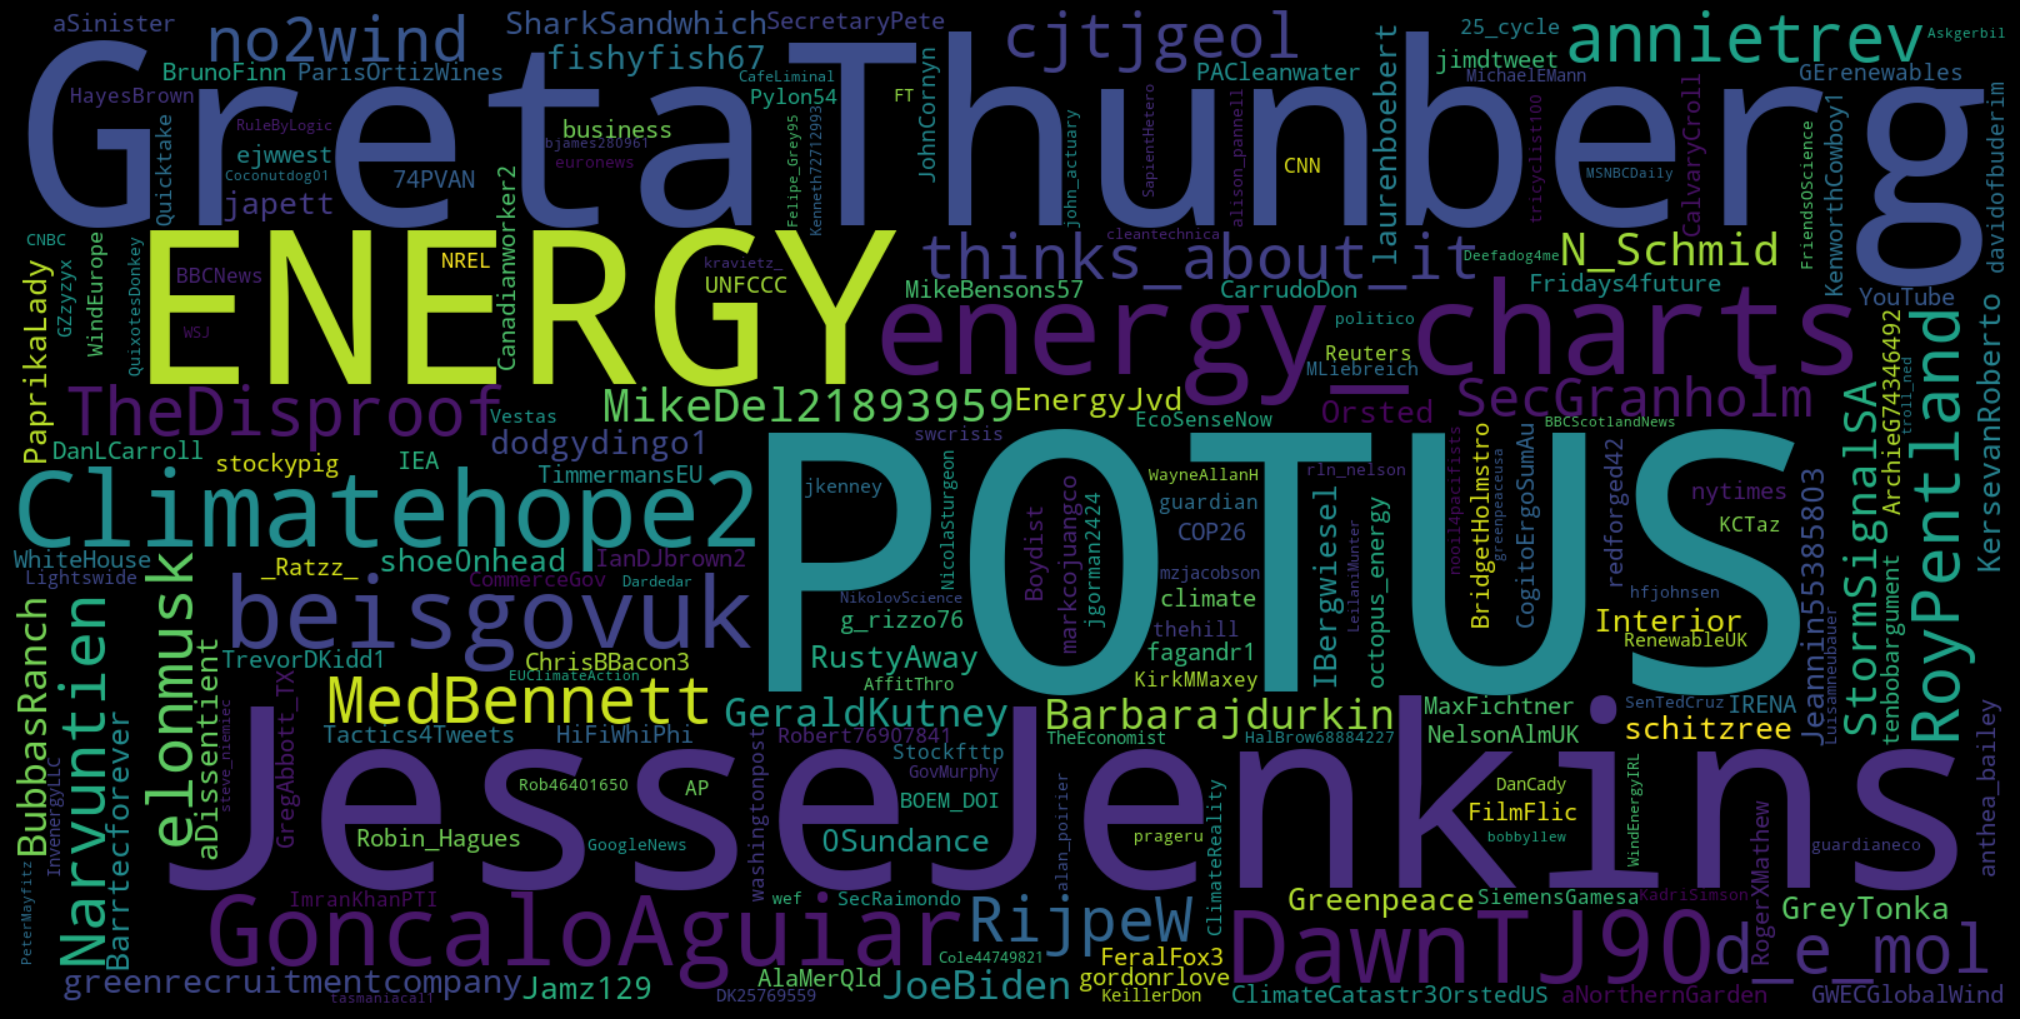 aSinister
no2wind
SharkSandwhich
SecretaryPete
cjtjgeol
laurenboebert
25_cycle
annietrev
Askgerbil
GretaThunberg
fishyfish67
jimdtweet
BrunoFinn
ParisOrtizWines
CafeLiminal
JohnCornyn
PACleanwater
MichaelEMann
GErenewables
HayesBrown
Pylon54
FT
RuleByLogic
business
bjames280961
euronews
Quicktake
ejwwest
Coconutdog01
74PVAN
japett
Canadianworker2
Felipe_Grey95
Kenneth72712993
john_actuary
SapientHetero
alison_pannell
CNN
tricyclist100
MSNBCDaily
CalvaryCroll
FriendsOScience
KenworthCowboy1
davidofbuderim
CNBC
GZzyzyx
WindEurope
QuixotesDonkey
ENERGY
BBCNews
WSJ
NREL
kravietz_
UNFCCC
thinks_about_it
cleantechnica
Deefadog4me
N_Schmid
MikeBensons57
CarrudoDon
Fridays4future
YouTube
PaprikaLady
energy_charts
politico
Reuters
MLiebreich
TheDisproof
Vestas
MikeDel21893959
EnergyJvd
EcoSenseNow
Orsted
SecGranholm
BBCScotlandNews
StormSignalSA
ArchieG74346492
troll_ned
RoyPentland
KersevanRoberto
DanLCarroll
stockypig
IEA
dodgydingo1
TimmermansEU
swcrisis
POTUS
Climatehope2
jkenney
NicolaSturgeon
Boydist
markcojuangco
jgorman2424
WayneAllanH
guardian
COP26
rln_nelson
IBergwiesel
LeilaniMunter
octopus_energy
nooil4pacifists
BridgetHolmstro
greenpeaceusa
CogitoErgoSumAu
redforged42
nytimes
KCTaz
Jeannin55385803
WhiteHouse
Lightswide
_Ratzz_
shoe0nhead
IanDJbrown2
CommerceGov
Dardedar
NikolovScience
mzjacobson
climate
hfjohnsen
elonmusk
beisgovuk
g_rizzo76
thehill
fagandr1
Interior
RenewableUK
Luisamneubauer
tenbobargument
BubbasRanch
Narvuntien
Barrtecforever
aDissentient
TrevorDKidd1
ChrisBBacon3
EUClimateAction
RustyAway
AffitThro
KirkMMaxey
steve_niemiec
GregAbbott_TX
MedBennett
GeraldKutney
Barbarajdurkin
MaxFichtner
SenTedCruz
IRENA
Tactics4Tweets
HiFiWhiPhi
Robert76907841
TheEconomist
HalBrow68884227
NelsonAlmUK
schitzree
anthea_bailey
JesseJenkins
InvenergyLLC
washingtonpost
Stockfttp
GovMurphy
Rob46401650
AP
BOEM_DOI
alan_poirier
DanCady
WindEnergyIRL
FilmFlic
Robin_Hagues
GoogleNews
OSundance
prageru
ClimateReality
bobbyllew
RogerXMathew
guardianeco
PeterMayfitz
ImranKhanPTI
GoncaloAguiar
wef
SecRaimondo
RijpeW
Greenpeace
SiemensGamesa
KadriSimson
GreyTonka
DawnTJ90
d_e_mol
Cole44749821
FeralFox3
greenrecruitmentcompany
Jamz129
tasmaniacal1
AlaMerQld
DK25769559
JoeBiden
gordonrlove
KeillerDon
ClimateCatastr3
OrstedUS
aNorthernGarden
GWECGlobalWind